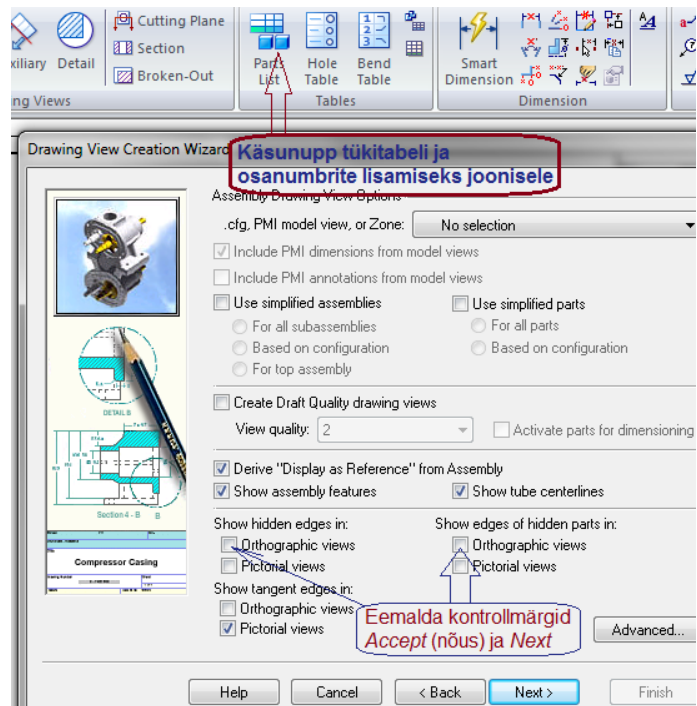 Cutting Plane
xiliary Detail Section
Broken-Out
ng Views
Parts List
Hole Table
Bend Table
Tables
Smart Dimension
Dimension
Drawing View Creation Wizard
Käsunupp tükitabeli ja
osanumbrite lisamiseks joonisele
Assembly Drawing View Options
.cfg, PMI model view, or Zone: No selection
Include PMI dimensions from model views
Include PMI annotations from model views
Use simplified assemblies Use simplified parts
For all subassemblies For all parts
Based on configuration Based on configuration
For top assembly
Create Draft Quality drawing views
View quality: 2 Activate parts for dimensioning
Derive "Display as Reference" from Assembly
Show assembly features Show tube centerlines
Show hidden edges in: Show edges of hidden parts in:
Orthographic views Orthographic views
Pictorial views Pictorial views
Show tangent edges in:
Orthographic views
Pictorial views
Eemalda kontrollmärgid
Accept (nõus) ja Next
Advanced...
DETAIL B
Section 4 - B B
Compressor Casing
Help Cancel < Back Next > Finish